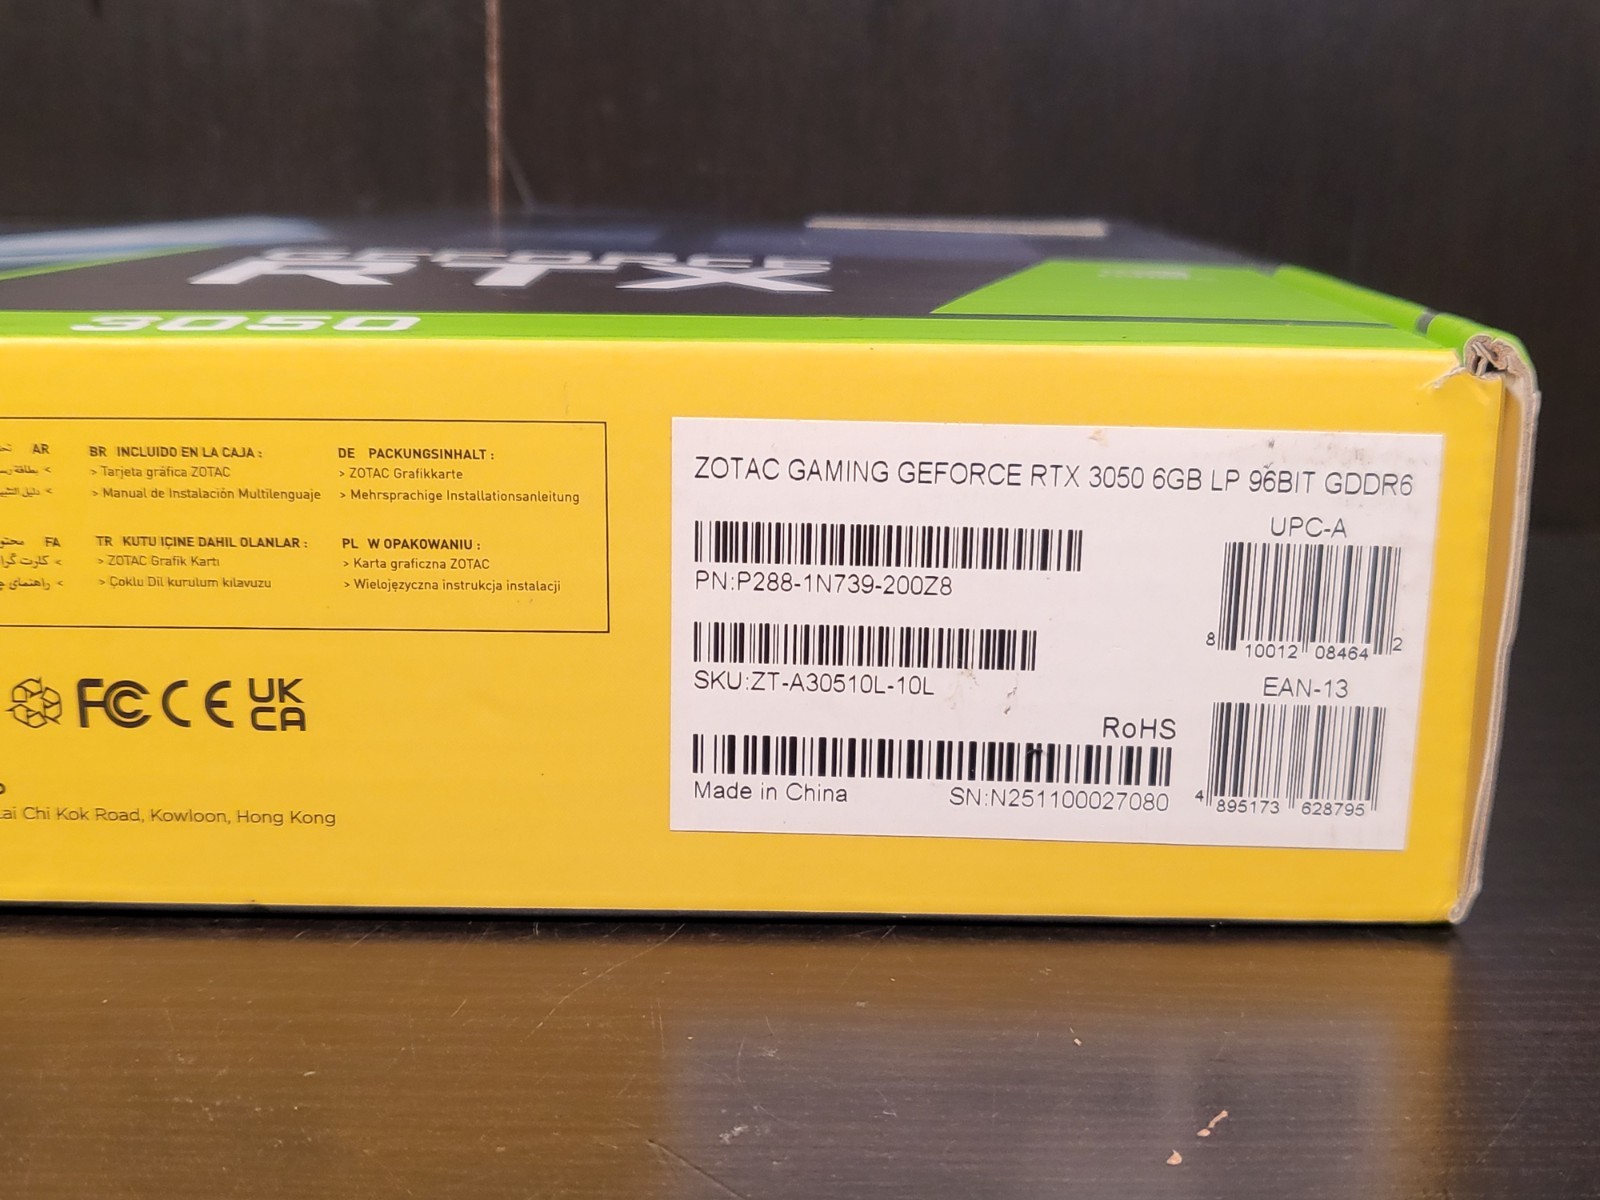 GEFORCE
RTX
3050
AR
BR INCLUIDO EN LA CAJA :
> Tarjeta gráfica ZOTAC
> Manual de Instalación Multilenguaje
DE PACKUNGSINHALT :
> ZOTAC Grafikkarte
> Mehrsprachige Installationsanleitung
FA
TR KUTU IÇINE DAHIL OLANLAR :
> ZOTAC Grafik Kartı
> Çoklu Dil kurulum kılavuzu
PL W OPAKOWANIU :
> Karta graficzna ZOTAC
> Wielojęzyczna instrukcja instalacji
FC CE UK
CA
Lai Chi Kok Road, Kowloon, Hong Kong
ZOTAC GAMING GEFORCE RTX 3050 6GB LP 96BIT GDDR6
PN:P288-1N739-200Z8
SKU:ZT-A30510L-10L
RoHS
Made in China
SN:N251100027080
UPC-A
8 10012 08464 2
EAN-13
4 895173 628795